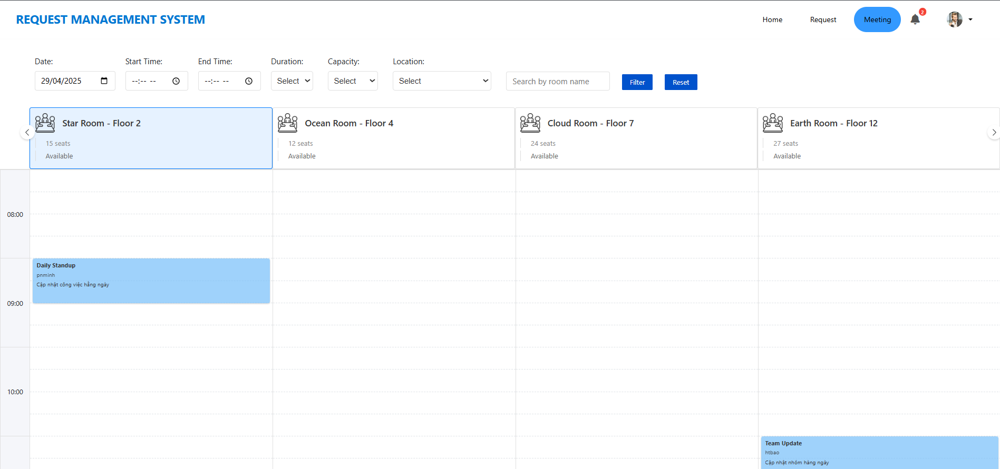 REQUEST MANAGEMENT SYSTEM
Home Request Meeting 2
Date: Start Time: End Time: Duration: Capacity: Location:
29/04/2025 --:-- -- --:-- -- Select Select Select Search by room name Filter Reset
Star Room - Floor 2 Ocean Room - Floor 4 Cloud Room - Floor 7 Earth Room - Floor 12
15 seats 12 seats 24 seats 27 seats
Available Available Available Available
08:00
Daily Standup
pnminh
Cập nhật công việc hằng ngày
09:00
10:00
Team Update
htbao
Cập nhật nhóm hàng ngày